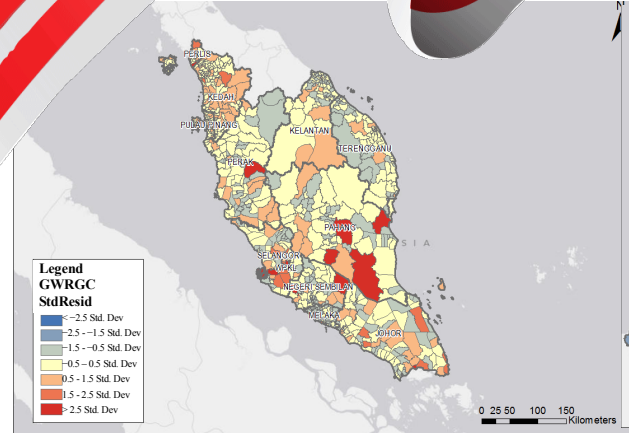 N
PERLIS
KEDAH
PULAU PINANG
KELANTAN
TERENGGANU
PERAK
PAHANG
S I A
SELANGOR
WPKL
NEGERI SEMBILAN
MELAKA
JOHOR
Legend
GWRGC
StdResid
< -2.5 Std. Dev
-2.5 - -1.5 Std. Dev
-1.5 - -0.5 Std. Dev
-0.5 - 0.5 Std. Dev
0.5 - 1.5 Std. Dev
1.5 - 2.5 Std. Dev
> 2.5 Std. Dev
0 25 50 100 150
Kilometers